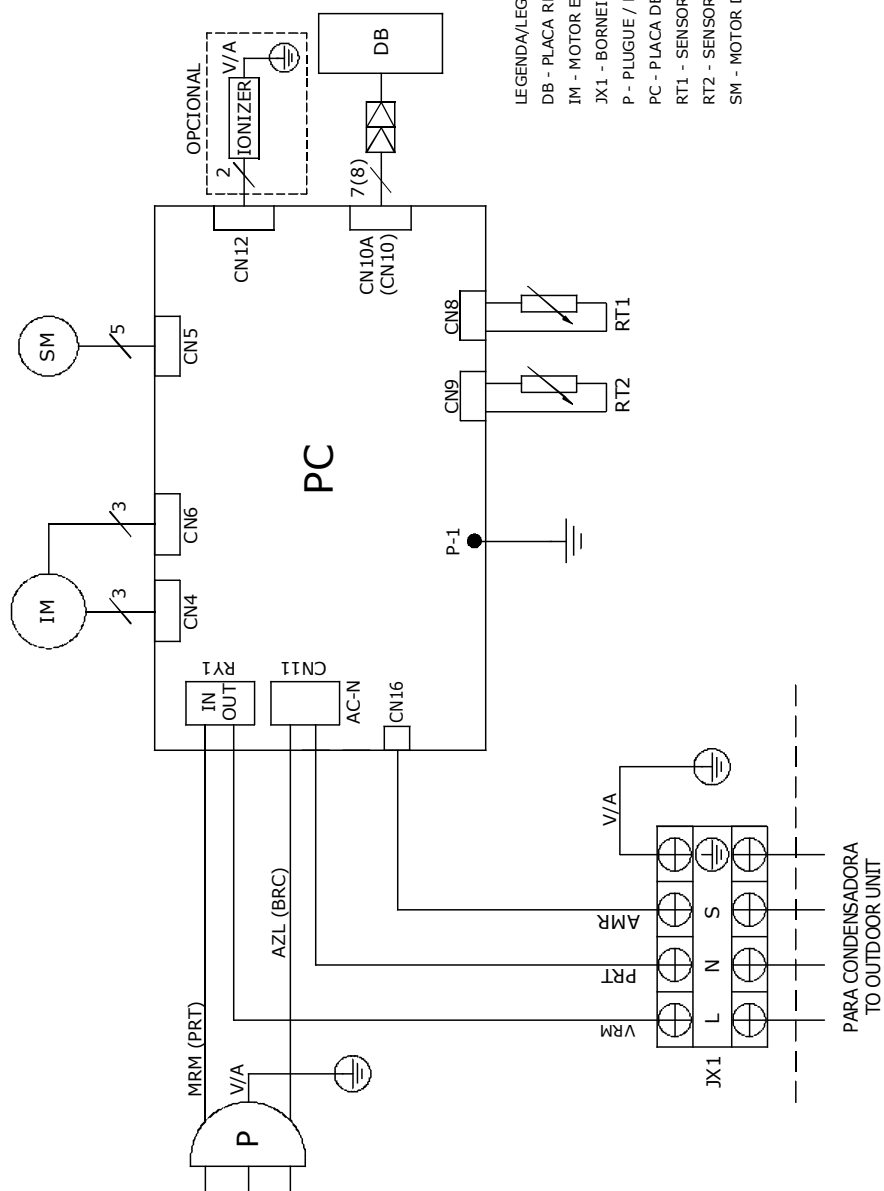 OPCIONAL
IONIZER
V/A
2
DB
7(8)
CN12
CN10A
(CN10)
SM
5
CN5
IM
3
CN6
3
CN4
PC
CN8
RT1
CN9
RT2
P-1
RY1
IN
OUT
CN11
AC-N
CN16
MRM (PRT)
V/A
AZL (BRC)
P
V/A
AMR
PRT
VRM
L N S
JX1
PARA CONDENSADORA
TO OUTDOOR UNIT
LEGENDA/LEG
DB - PLACA
IM - MOTOR E
JX1 - BORNEI
P - PLUGUE /
PC - PLACA DE
RT1 - SENSOR
RT2 - SENSOR
SM - MOTOR